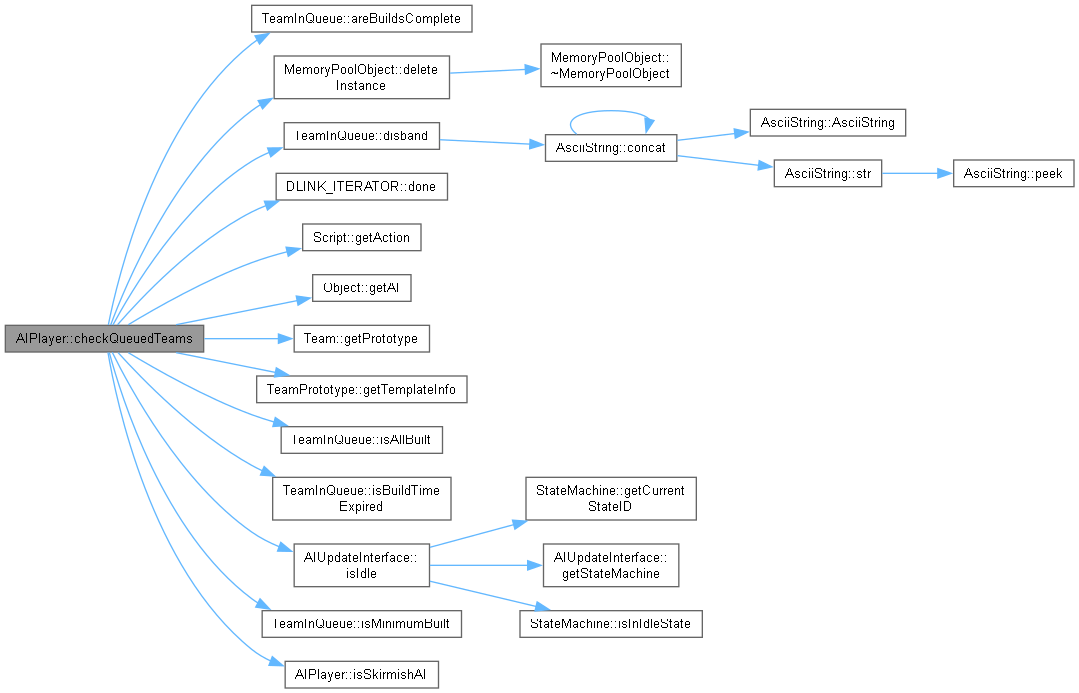 TeamInQueue::areBuildsComplete
MemoryPoolObject::delete
Instance
MemoryPoolObject::
~MemoryPoolObject
TeamInQueue::disband
AsciiString::concat
AsciiString::AsciiString
AsciiString::str
AsciiString::peek
DLINK_ITERATOR::done
Script::getAction
Object::getAI
AIPlayer::checkQueuedTeams
Team::getPrototype
TeamPrototype::getTemplateInfo
TeamInQueue::isAllBuilt
TeamInQueue::isBuildTime
Expired
AIUpdateInterface::
isIdle
StateMachine::getCurrent
StateID
AIUpdateInterface::
getStateMachine
StateMachine::isInIdleState
TeamInQueue::isMinimumBuilt
AIPlayer::isSkirmishAI